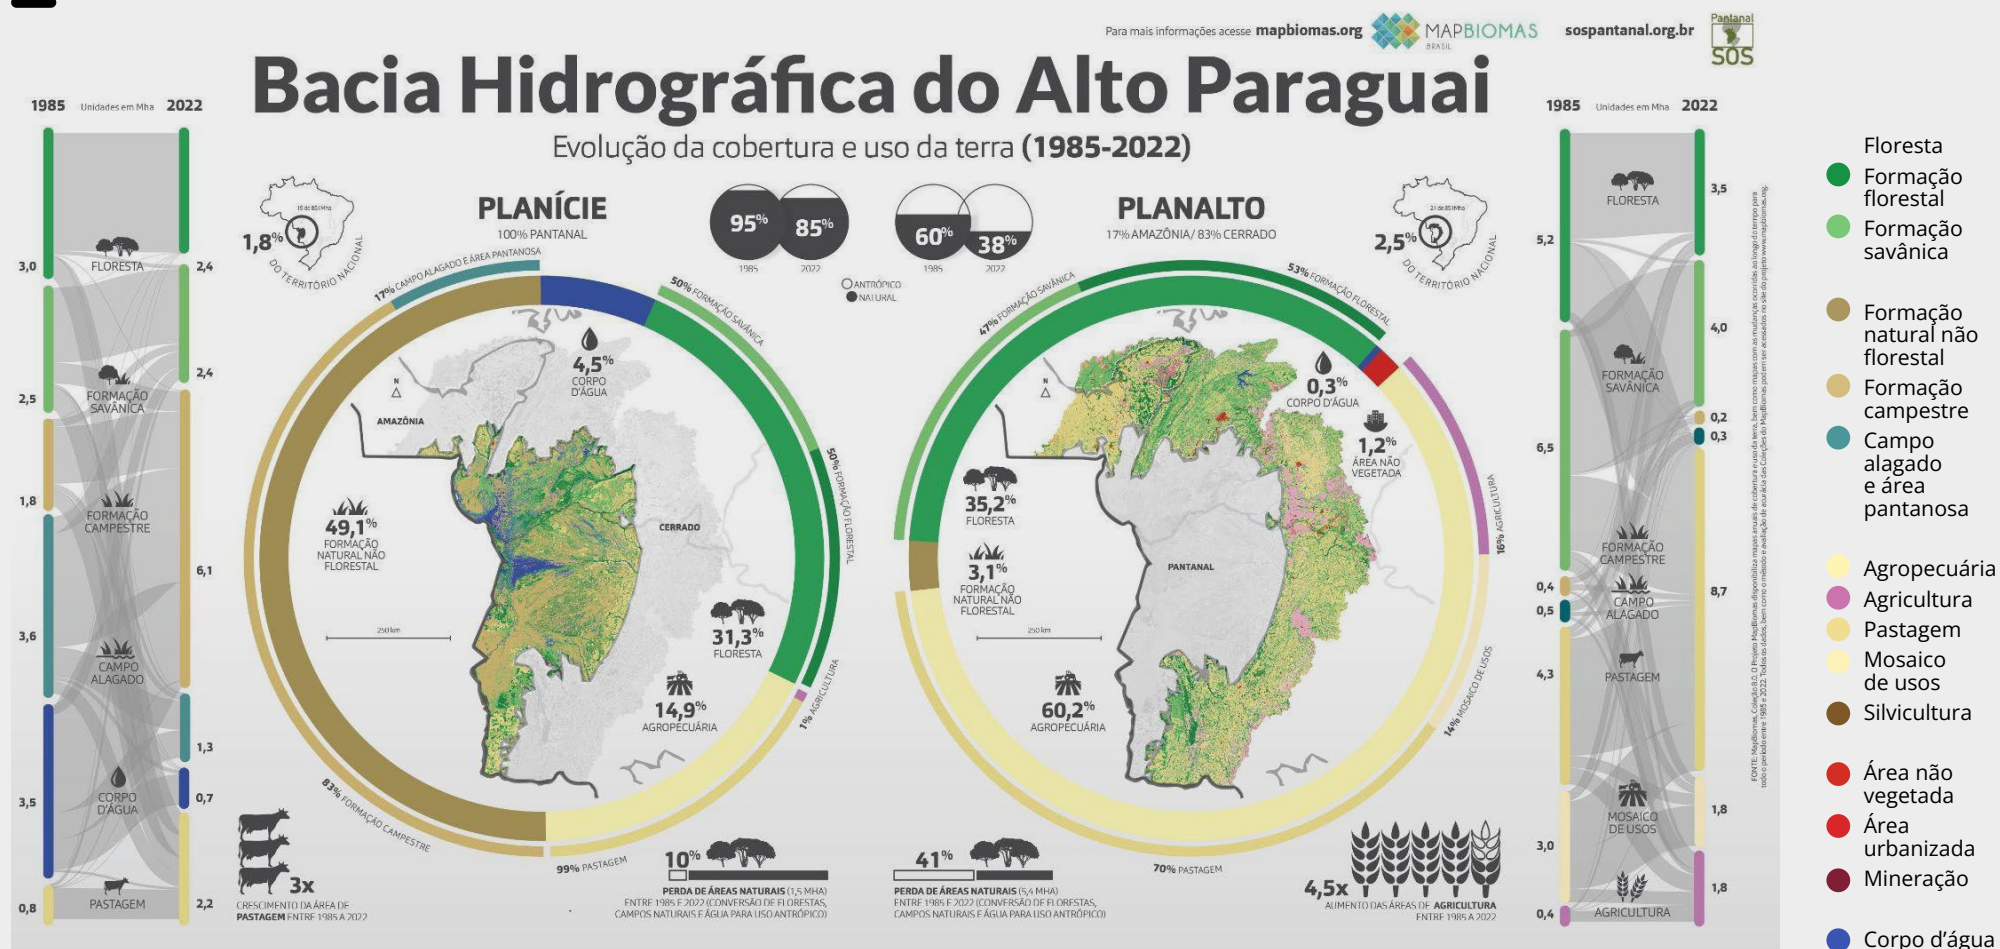 Para mais informações acesse mapbiomas.org
MAPBIOMAS
BRASIL
sospantanal.org.br
Pantanal
SOS
Bacia Hidrográfica do Alto Paraguai
Evolução da cobertura e uso da terra (1985-2022)
1985 Unidades em Mha 2022
3,0
2,5
1,8
3,6
3,5
0,8
FLORESTA
FORMAÇÃO
SAVÂNICA
FORMAÇÃO
CAMPESTRE
CAMPO
ALAGADO
CORPO
D'ÁGUA
PASTAGEM
2,4
2,4
6,1
1,3
0,7
2,2
1,8%
DO TERRITÓRIO NACIONAL
PLANÍCIE
100% PANTANAL
95%
85%
1985
2022
60%
38%
1985
2022
ANTRÓPICO
NATURAL
17% CAMPO ALAGADO E ÁREA PANTANOSA
50% FORMAÇÃO SAVÂNICA
50% FORMAÇÃO FLORESTAL
1% AGRICULTURA
99% PASTAGEM
83% FORMAÇÃO CAMPESTRE
4,5%
CORPO
D'ÁGUA
N
AMAZÔNIA
CERRADO
49,1%
FORMAÇÃO
NATURAL NÃO
FLORESTAL
250 km
31,3%
FLORESTA
14,9%
AGROPECUÁRIA
3x
CRESCIMENTO DA ÁREA DE
PASTAGEM ENTRE 1985 A 2022
10%
PERDA DE ÁREAS NATURAIS (1,5 MHA)
ENTRE 1985 E 2022 (CONVERSÃO DE FLORESTAS,
CAMPOS NATURAIS E ÁGUA PARA USO ANTRÓPICO)
PLANALTO
17% AMAZÔNIA/ 83% CERRADO
2,5%
DO TERRITÓRIO NACIONAL
47% FORMAÇÃO SAVÂNICA
53% FORMAÇÃO FLORESTAL
16% AGRICULTURA
14% MOSAICO DE USOS
70% PASTAGEM
N
0,3%
CORPO D'ÁGUA
1,2%
ÁREA NÃO
VEGETADA
35,2%
FLORESTA
3,1%
FORMAÇÃO
NATURAL NÃO
FLORESTAL
PANTANAL
250 km
60,2%
AGROPECUÁRIA
41%
PERDA DE ÁREAS NATURAIS (5,4 MHA)
ENTRE 1985 E 2022 (CONVERSÃO DE FLORESTAS,
CAMPOS NATURAIS E ÁGUA PARA USO ANTRÓPICO)
4,5x
AUMENTO DAS ÁREAS DE AGRICULTURA
ENTRE 1985 A 2022
1985 Unidades em Mha 2022
5,2
6,5
0,4
0,5
4,3
3,0
0,4
FLORESTA
FORMAÇÃO
SAVÂNICA
FORMAÇÃO
CAMPESTRE
CAMPO
ALAGADO
PASTAGEM
MOSAICO
DE USOS
AGRICULTURA
3,5
4,0
0,2
0,3
8,7
1,8
1,8
Floresta
Formação
florestal
Formação
savânica
Formação
natural não
florestal
Formação
campestre
Campo
alagado
e área
pantanosa
Agropecuária
Agricultura
Pastagem
Mosaico
de usos
Silvicultura
Área não
vegetada
Área
urbanizada
Mineração
Corpo d'água